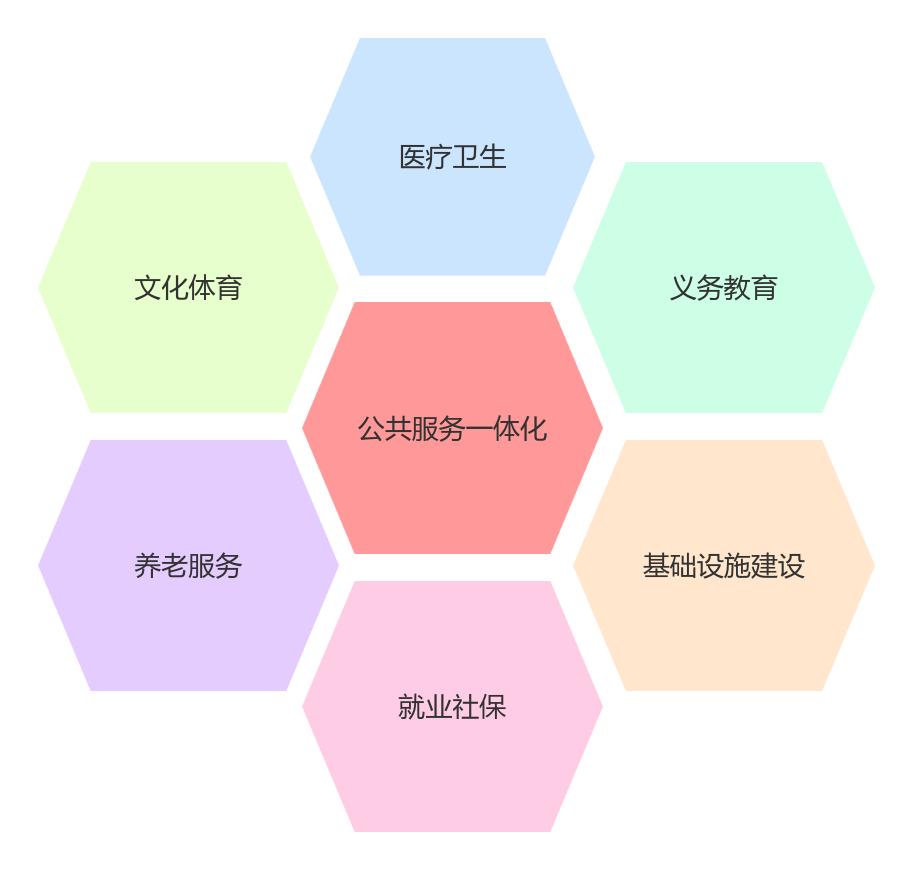 医疗卫生
文化体育
义务教育
公共服务一体化
养老服务
基础设施建设
就业社保